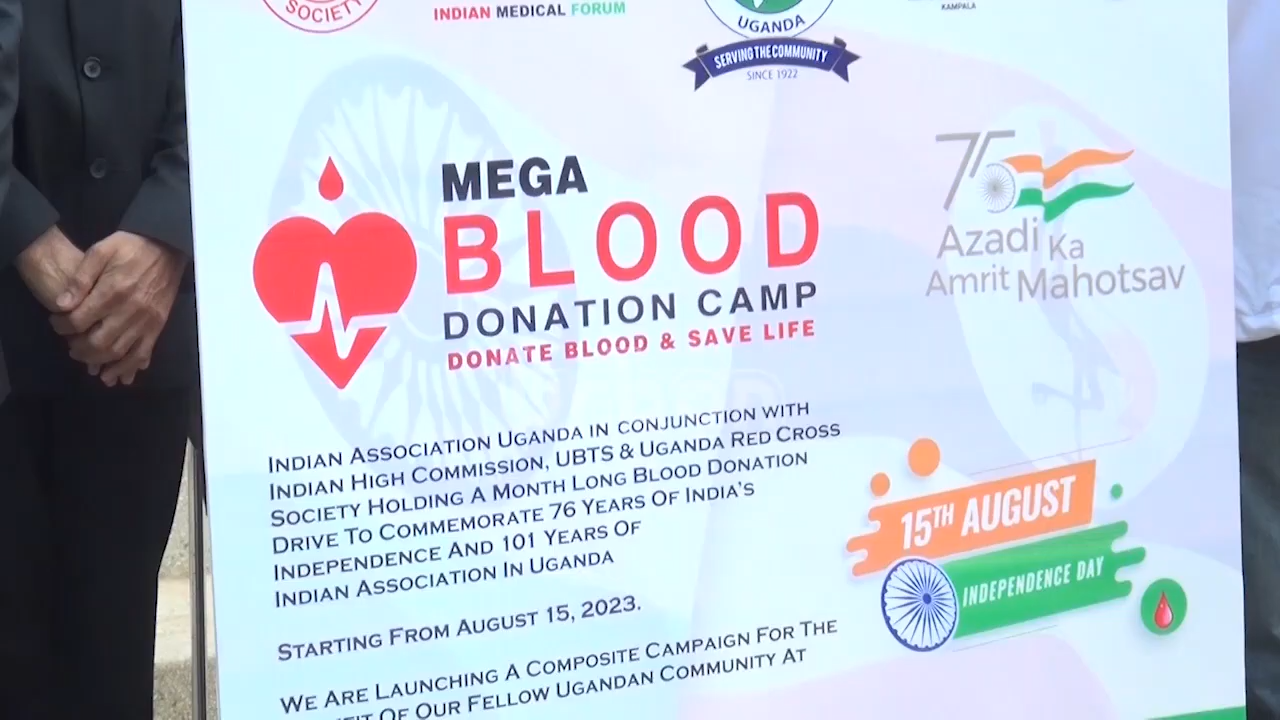 SOCIETY
INDIAN MEDICAL FORUM
UGANDA
SERVING THE COMMUNITY
SINCE 1922
KAMPALA
MEGA
BLOOD
DONATION CAMP
DONATE BLOOD & SAVE LIFE
75
Azadi Ka
Amrit Mahotsav
INDIAN ASSOCIATION UGANDA IN CONJUNCTION WITH
INDIAN HIGH COMMISSION, UBTS & UGANDA RED CROSS
SOCIETY HOLDING A MONTH LONG BLOOD DONATION
DRIVE TO COMMEMORATE 76 YEARS OF INDIA'S
INDEPENDENCE AND 101 YEARS OF
INDIAN ASSOCIATION IN UGANDA
STARTING FROM AUGUST 15, 2023.
15TH AUGUST
INDEPENDENCE DAY
WE ARE LAUNCHING A COMPOSITE CAMPAIGN FOR THE
OF OUR FELLOW UGANDAN COMMUNITY AT